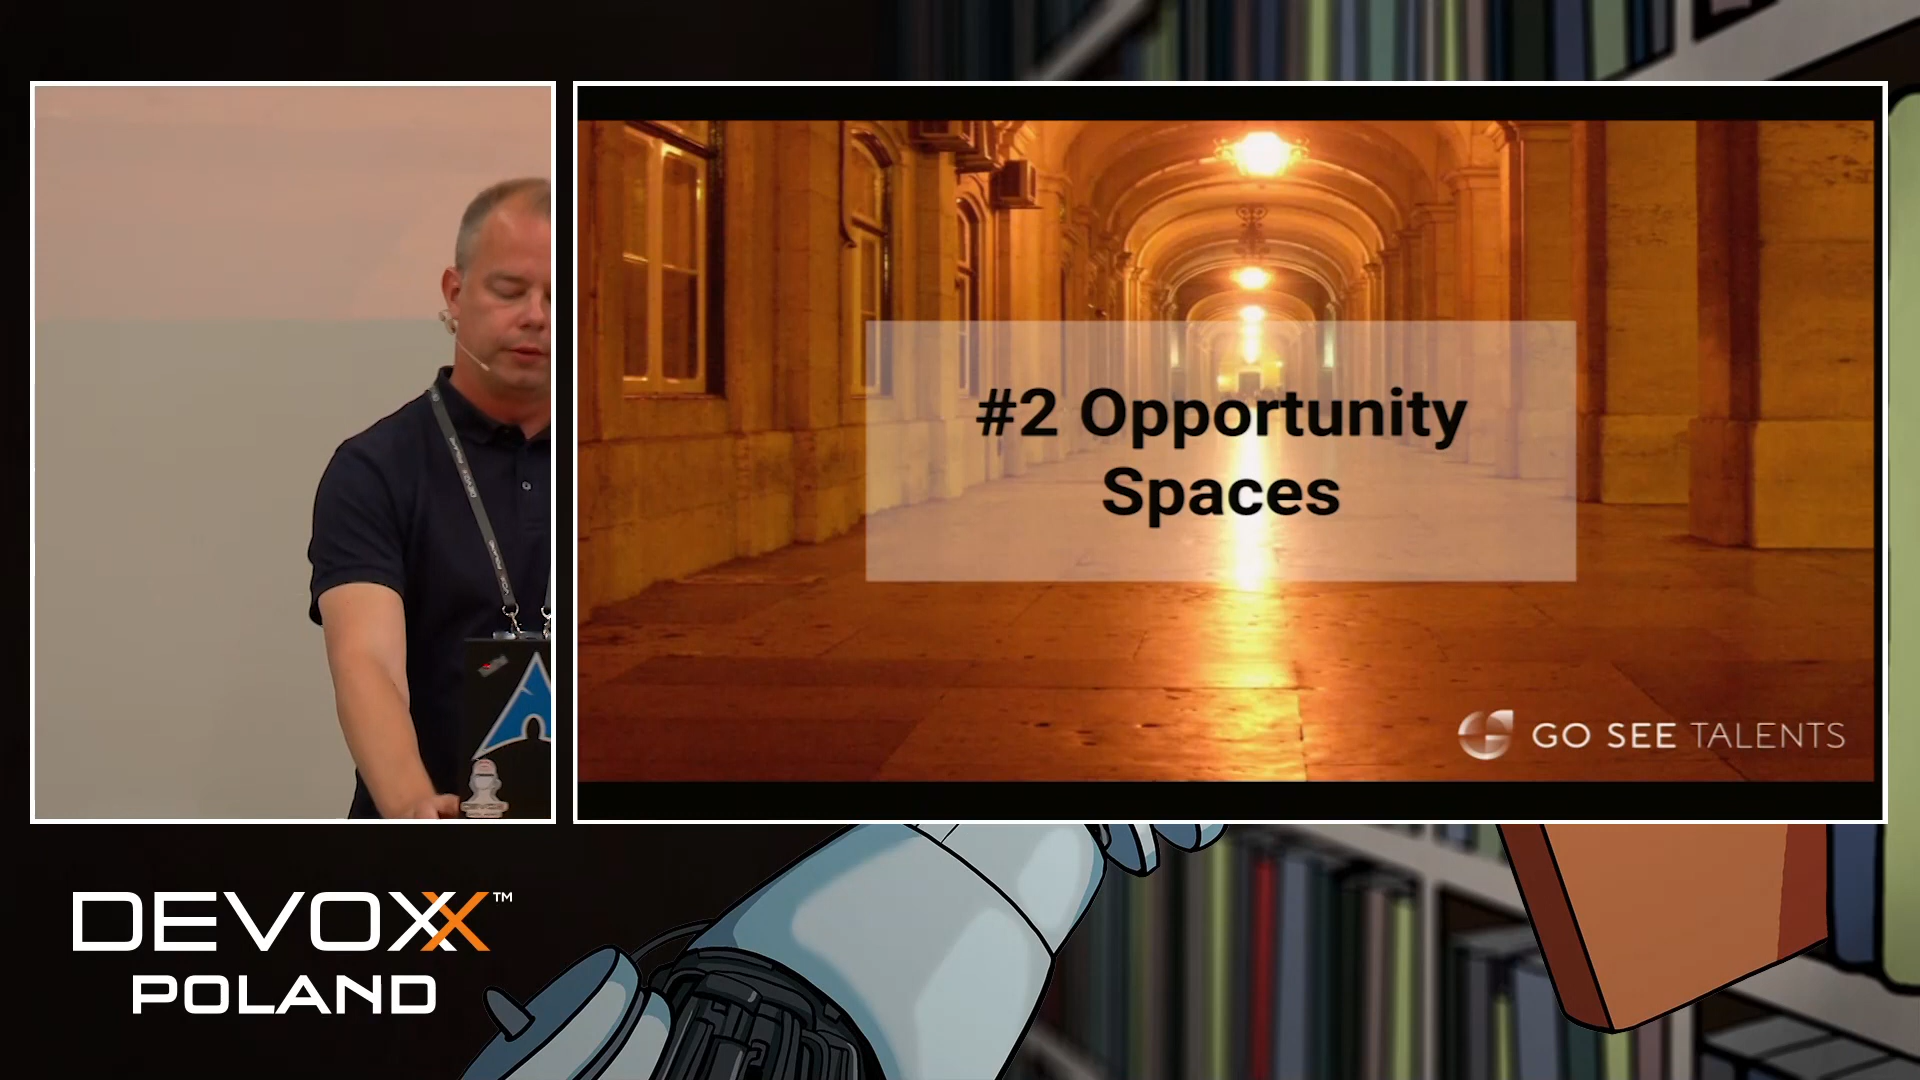 #2 Opportunity
Spaces
GO SEE TALENTS
DEVOXX™
POLAND